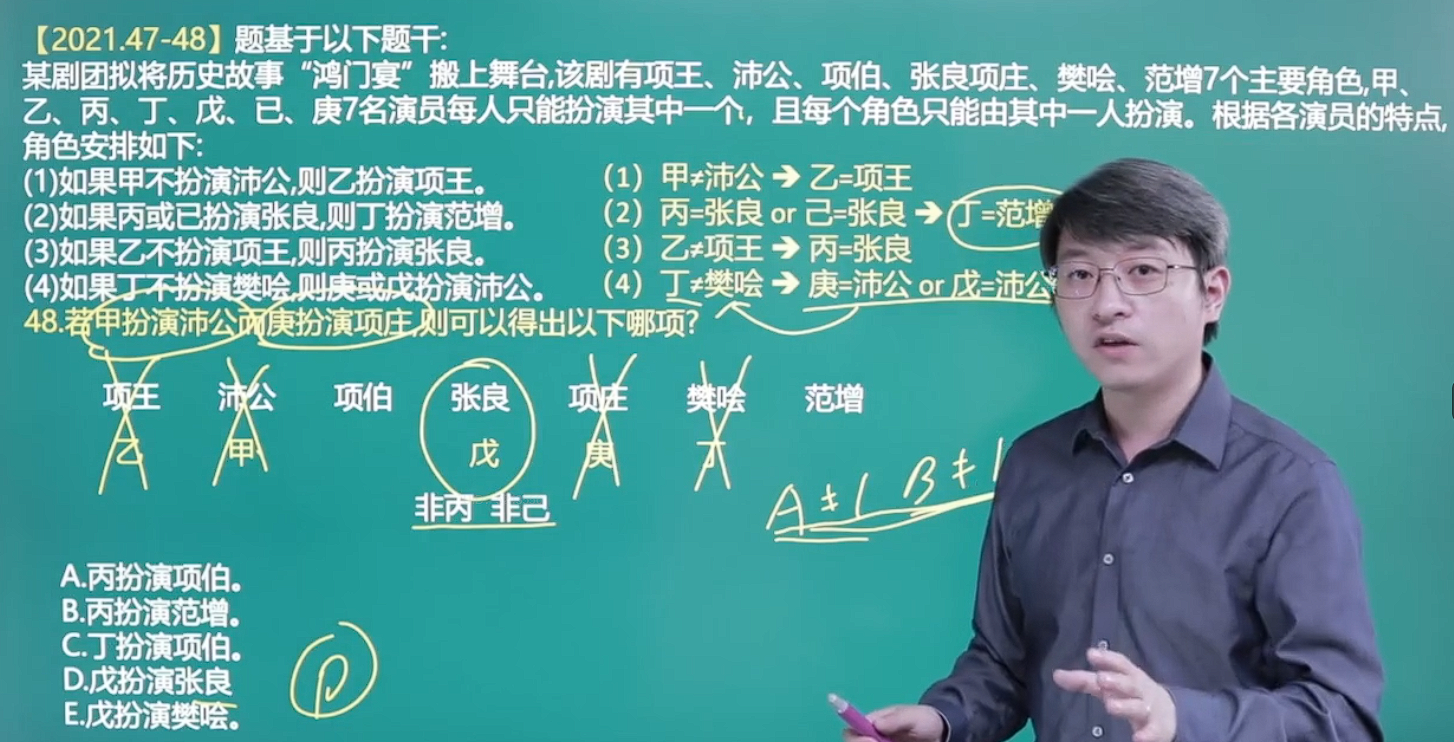 【2021.47-48】题基于以下题干:
某剧团拟将历史故事“鸿门宴”搬上舞台,该剧有项王、沛公、项伯、张良项庄、樊哙、范增7个主要角色,甲、
乙、丙、丁、戊、已、庚7名演员每人只能扮演其中一个，且每个角色只能由其中一人扮演。根据各演员的特点,
角色安排如下:
(1)如果甲不扮演沛公,则乙扮演项王。
(2)如果丙或已扮演张良,则丁扮演范增。
(3)如果乙不扮演项王,则丙扮演张良。
(4)如果丁不扮演樊哙,则庚或戊扮演沛公。
（1）甲≠沛公➔乙=项王
（2）丙=张良 or 己=张良➔丁=范增
（3）乙≠项王➔丙=张良
（4）丁≠樊哙➔庚=沛公 or 戊=沛公
48.若甲扮演沛公而庚扮演项庄,则可以得出以下哪项?
项王 沛公 项伯 张良 项庄 樊哙 范增
乙 甲 戊 庚 丁
非丙 非己
A≠1 B≠1
A.丙扮演项伯。
B.丙扮演范增。
C.丁扮演项伯。
D.戊扮演张良
E.戊扮演樊哙。
D